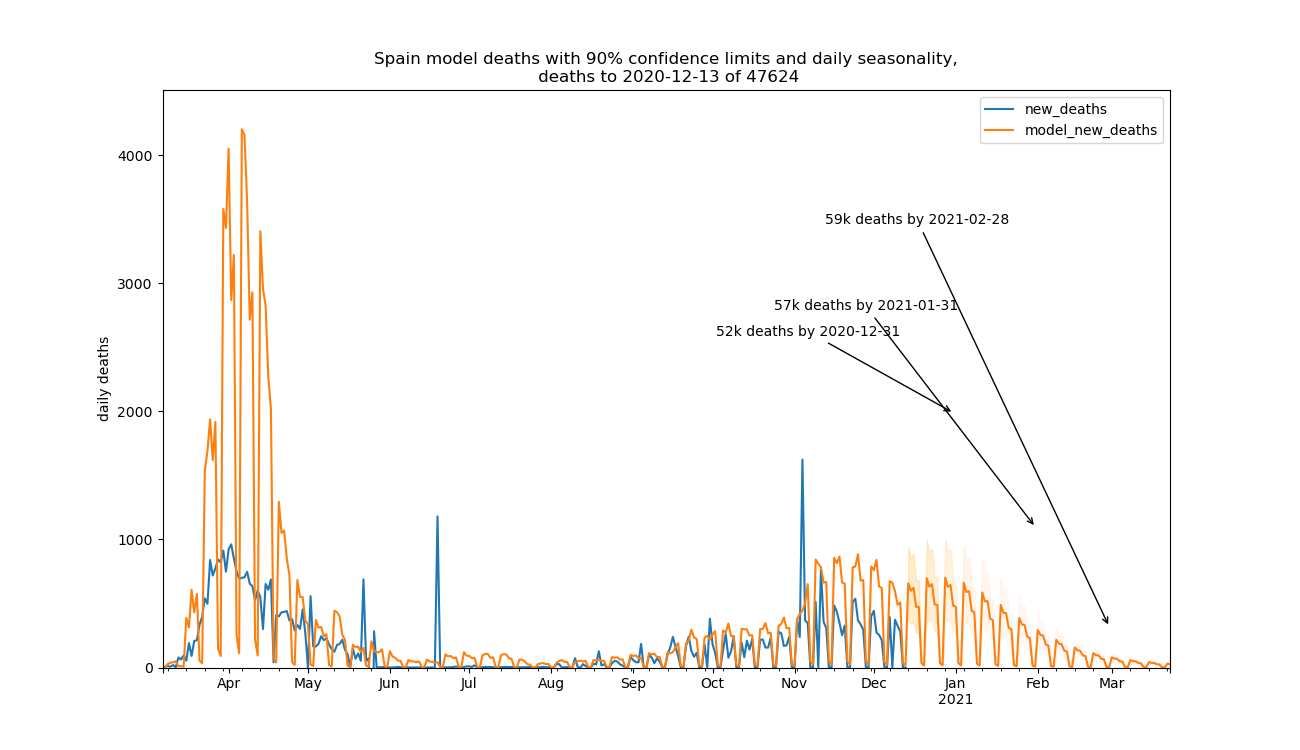 Spain model deaths with 90% confidence limits and daily seasonality,
deaths to 2020-12-13 of 47624
new_deaths
model_new_deaths
daily deaths
4000
3000
2000
1000
0
59k deaths by 2021-02-28
57k deaths by 2021-01-31
52k deaths by 2020-12-31
Apr May Jun Jul Aug Sep Oct Nov Dec Jan Feb Mar
2021